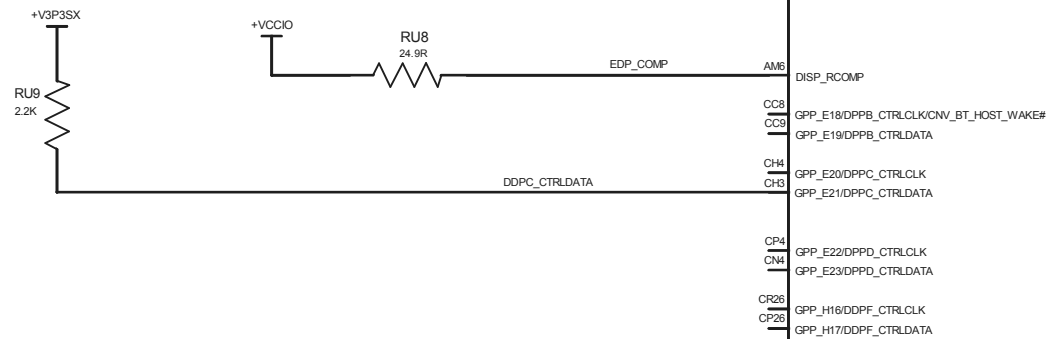 +V3P3SX
+VCCIO
RU8
24.9R
EDP_COMP
AM6
DISP_RCOMP
RU9
2.2K
CC8
GPP_E18/DPPB_CTRLCLK/CNV_BT_HOST_WAKE#
CC9
GPP_E19/DPPB_CTRLDATA
CH4
GPP_E20/DPPC_CTRLCLK
DDPC_CTRLDATA
CH3
GPP_E21/DPPC_CTRLDATA
CP4
GPP_E22/DPPD_CTRLCLK
CN4
GPP_E23/DPPD_CTRLDATA
CR26
GPP_H16/DDPF_CTRLCLK
CP26
GPP_H17/DDPF_CTRLDATA